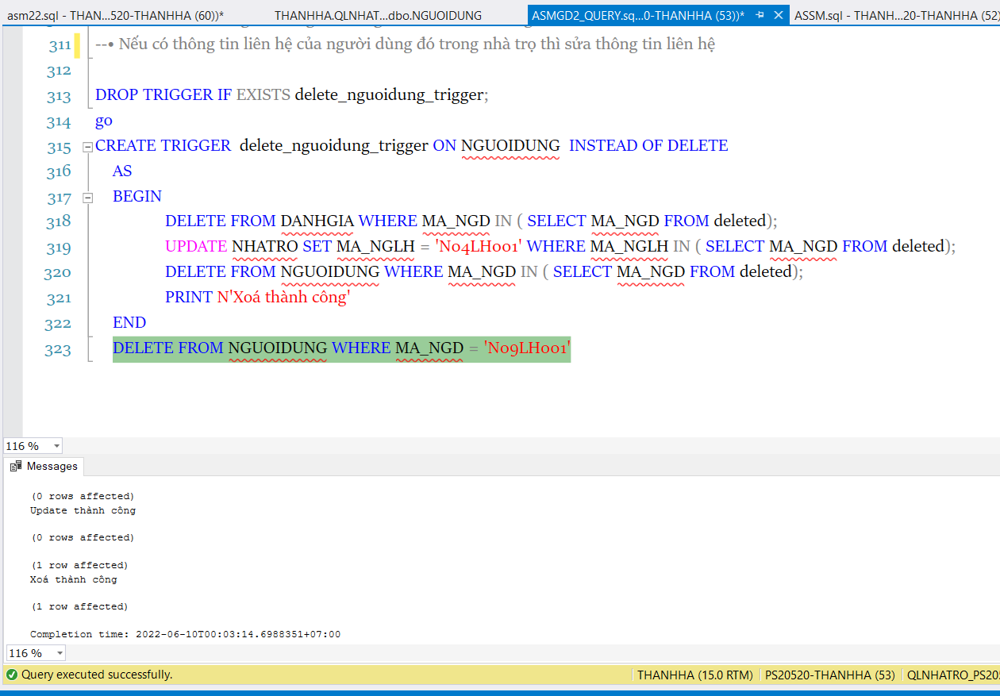 asm22.sql - THAN...520-THANHHA (60))*
THANHHA.QLNHAT...dbo.NGUOIDUNG
ASMGD2_QUERY.sq...0-THANHHA (53))*
ASSM.sql - THANH...20-THANHHA (52)
311 --• Nếu có thông tin liên hệ của người dùng đó trong nhà trọ thì sửa thông tin liên hệ
312
313 DROP TRIGGER IF EXISTS delete_nguoidung_trigger;
314 go
315 CREATE TRIGGER delete_nguoidung_trigger ON NGUOIDUNG INSTEAD OF DELETE
316 AS
317 BEGIN
318 DELETE FROM DANHGIA WHERE MA_NGD IN ( SELECT MA_NGD FROM deleted);
319 UPDATE NHATRO SET MA_NGLH = 'N04LH001' WHERE MA_NGLH IN ( SELECT MA_NGD FROM deleted);
320 DELETE FROM NGUOIDUNG WHERE MA_NGD IN ( SELECT MA_NGD FROM deleted);
321 PRINT N'Xoá thành công'
322 END
323 DELETE FROM NGUOIDUNG WHERE MA_NGD = 'N09LH001'
116 %
Messages
(0 rows affected)
Update thành công
(0 rows affected)
(1 row affected)
Xoá thành công
(1 row affected)
Completion time: 2022-06-10T00:03:14.6988351+07:00
116 %
Query executed successfully.
THANHHA (15.0 RTM)
PS20520-THANHHA (53)
QLNHATRO_PS20